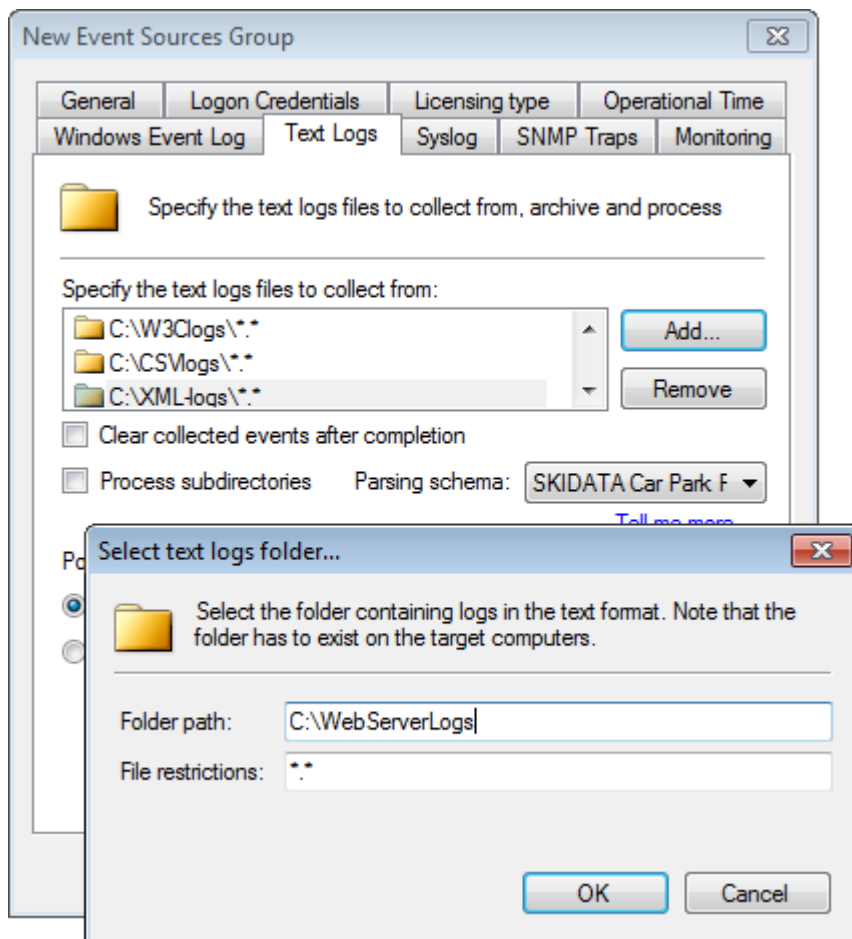 New Event Sources Group
General Logon Credentials Licensing type Operational Time
Windows Event Log Text Logs Syslog SNMP Traps Monitoring
Specify the text logs files to collect from, archive and process
Specify the text logs files to collect from:
C:\W3Clogs\*.*
Add...
C:\CSVlogs\*.*
C:\XML-logs\*.*
Remove
Clear collected events after completion
Process subdirectories Parsing schema: SKIDATA Car Park F
Tell me more
Select text logs folder...
Select the folder containing logs in the text format. Note that the
folder has to exist on the target computers.
Folder path: C:\WebServerLogs
File restrictions: *.*
OK Cancel